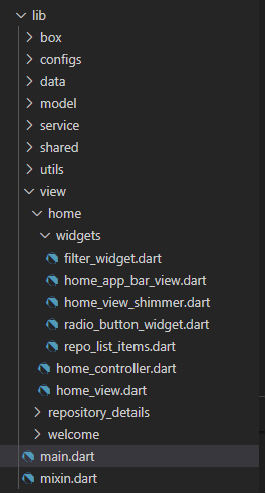 lib
box
configs
data
model
service
shared
utils
view
home
widgets
filter_widget.dart
home_app_bar_view.dart
home_view_shimmer.dart
radio_button_widget.dart
repo_list_items.dart
home_controller.dart
home_view.dart
repository_details
welcome
main.dart
mixin.dart